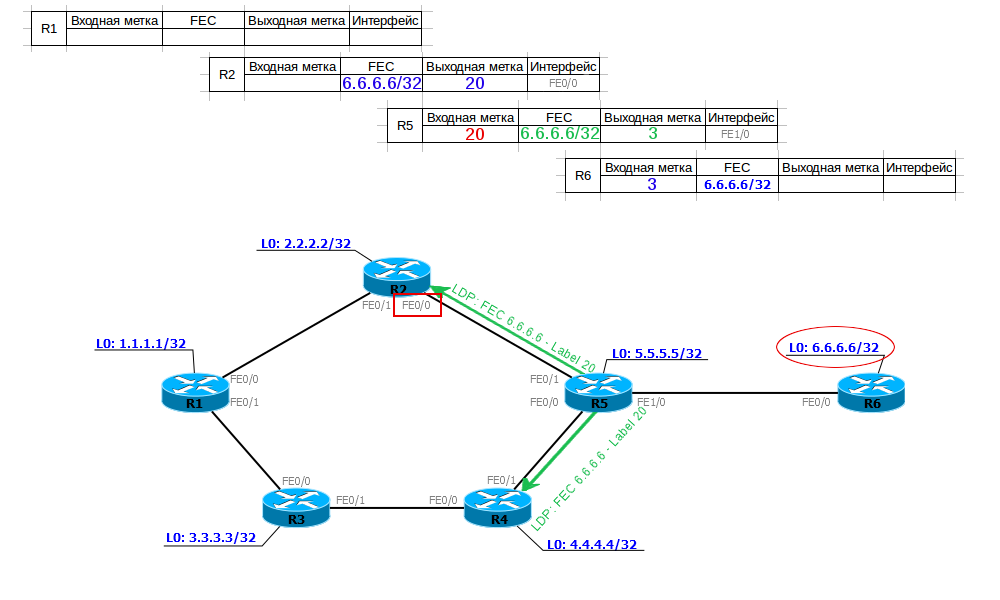 R1 Входная метка FEC Выходная метка Интерфейс
R2 Входная метка FEC Выходная метка Интерфейс
6.6.6.6/32 20 FE0/0
R5 Входная метка FEC Выходная метка Интерфейс
20 6.6.6.6/32 3 FE1/0
R6 Входная метка FEC Выходная метка Интерфейс
3 6.6.6.6/32
L0: 2.2.2.2/32
R2
FE0/1 FE0/0
LDP: FEC 6.6.6.6 - Label 20
L0: 1.1.1.1/32
L0: 5.5.5.5/32
L0: 6.6.6.6/32
FE0/0
R1
FE0/1
FE0/1
FE0/0
R5
FE1/0
FE0/0
R6
LDP: FEC 6.6.6.6 - Label 20
FE0/0
R3
FE0/1
FE0/0
FE0/1
R4
L0: 3.3.3.3/32
L0: 4.4.4.4/32